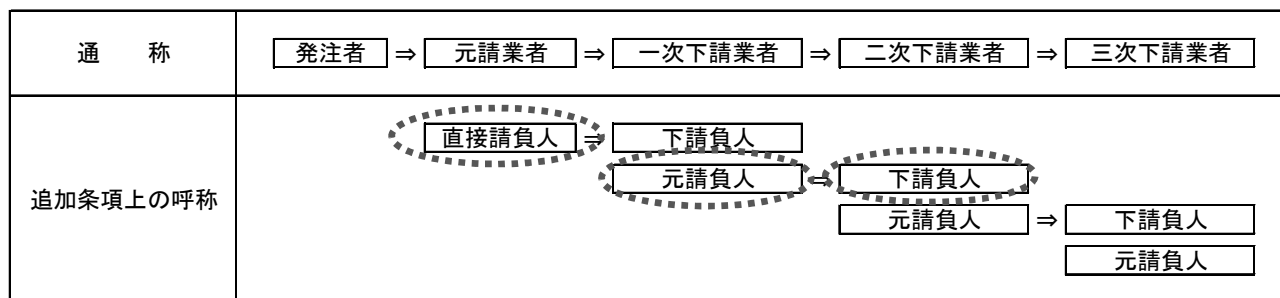 通　　称
発注者 ⇒ 元請業者 ⇒ 一次下請業者 ⇒ 二次下請業者 ⇒ 三次下請業者
追加条項上の呼称
直接請負人 ⇒ 下請負人
元請負人 ⇒ 下請負人
元請負人 ⇒ 下請負人
元請負人